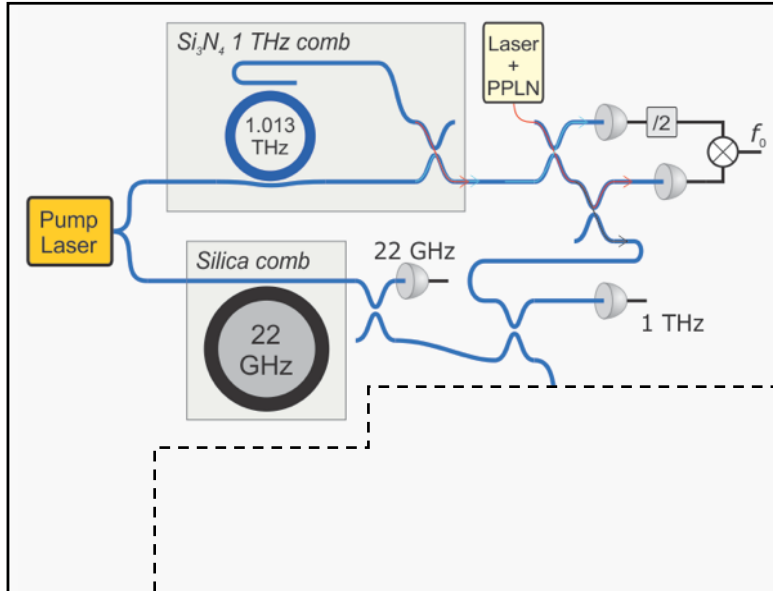 Si₃N₄ 1 THz comb
1.013
THz
Laser
+
PPLN
/2
f₀
Pump
Laser
Silica comb
22
GHz
22 GHz
1 THz